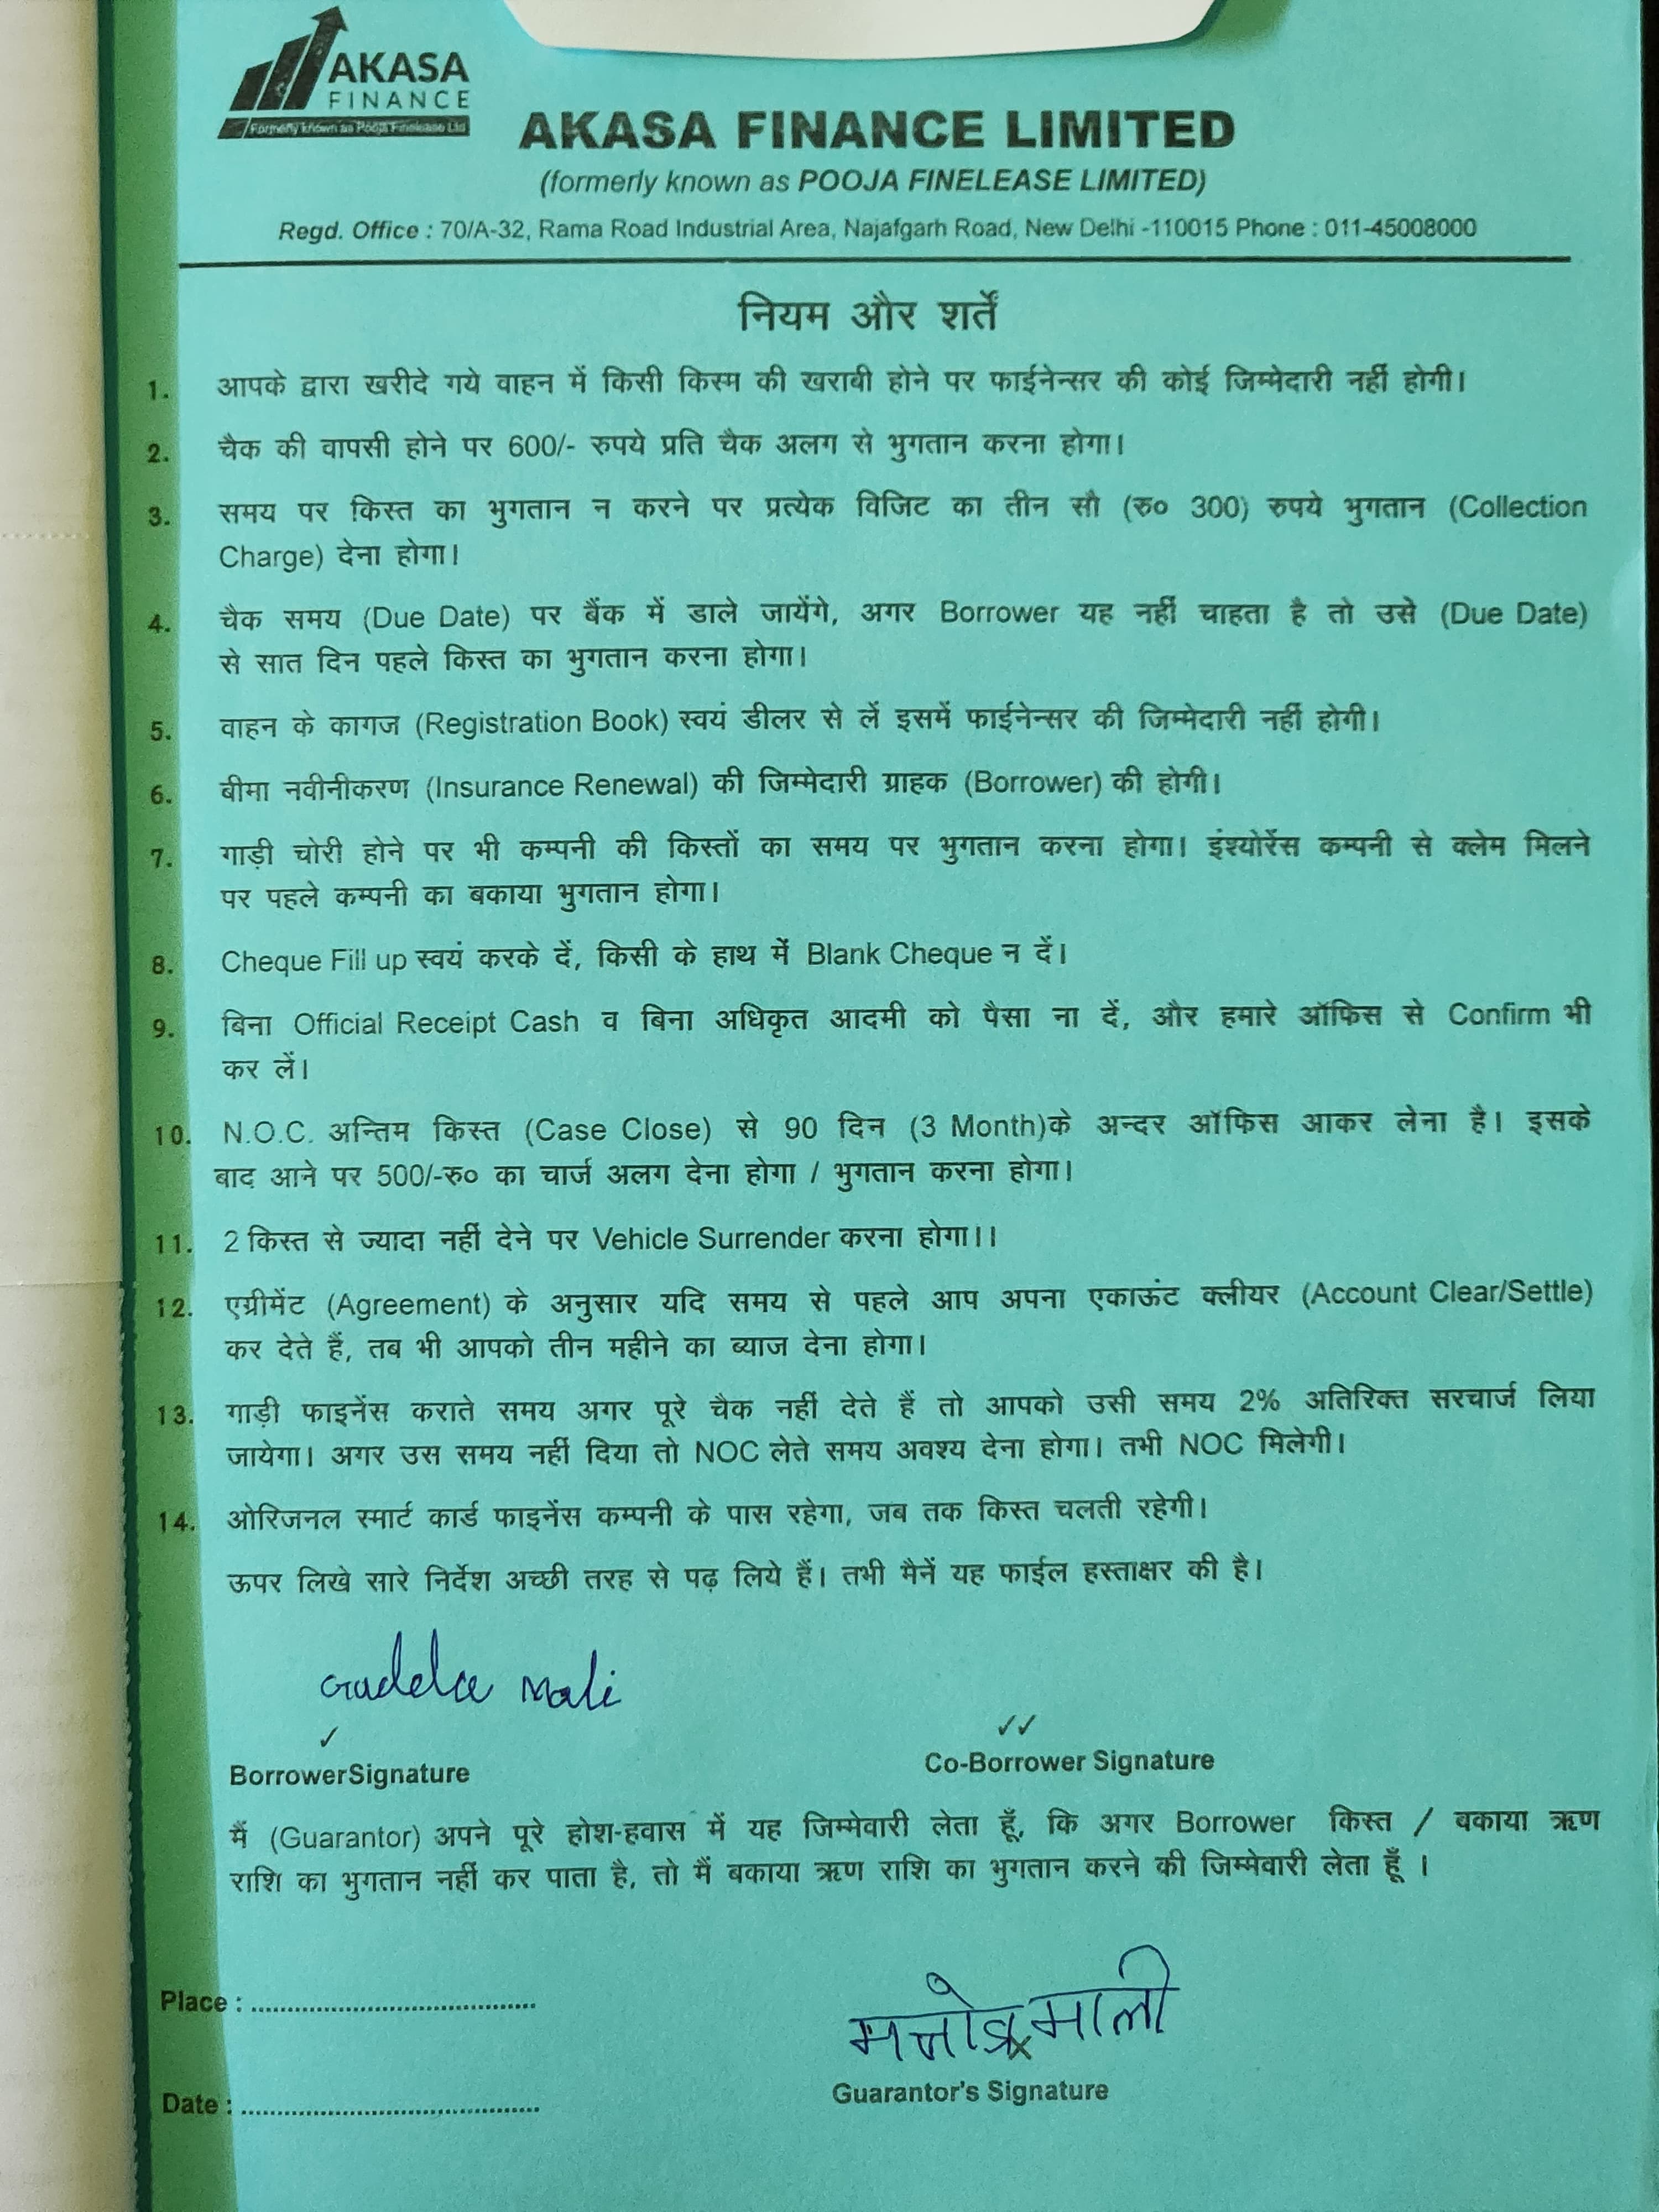 AKASA
FINANCE
Formerly known as Pooja Finelease Ltd
AKASA FINANCE LIMITED
(formerly known as POOJA FINELEASE LIMITED)
Regd. Office : 70/A-32, Rama Road Industrial Area, Najafgarh Road, New Delhi -110015 Phone : 011-45008000
नियम और शर्तें
1. आपके द्वारा खरीदे गये वाहन में किसी किस्म की खराबी होने पर फाईनेन्सर की कोई जिम्मेदारी नहीं होगी।
2. चैक की वापसी होने पर 600/- रुपये प्रति चैक अलग से भुगतान करना होगा।
3. समय पर किस्त का भुगतान न करने पर प्रत्येक विजिट का तीन सौ (रु० 300) रुपये भुगतान (Collection
Charge) देना होगा।
4. चैक समय (Due Date) पर बैंक में डाले जायेंगे, अगर Borrower यह नहीं चाहता है तो उसे (Due Date)
से सात दिन पहले किस्त का भुगतान करना होगा।
5. वाहन के कागज (Registration Book) स्वयं डीलर से लें इसमें फाईनेन्सर की जिम्मेदारी नहीं होगी।
6. बीमा नवीनीकरण (Insurance Renewal) की जिम्मेदारी ग्राहक (Borrower) की होगी।
7. गाड़ी चोरी होने पर भी कम्पनी की किस्तों का समय पर भुगतान करना होगा। इंश्योरेंस कम्पनी से क्लेम मिलने
पर पहले कम्पनी का बकाया भुगतान होगा।
8. Cheque Fill up स्वयं करके दें, किसी के हाथ में Blank Cheque न दें।
9. बिना Official Receipt Cash व बिना अधिकृत आदमी को पैसा ना दें, और हमारे ऑफिस से Confirm भी
कर लें।
10. N.O.C. अन्तिम किस्त (Case Close) से 90 दिन (3 Month)के अन्दर ऑफिस आकर लेना है। इसके
बाद आने पर 500/-रु० का चार्ज अलग देना होगा / भुगतान करना होगा।
11. 2 किस्त से ज्यादा नहीं देने पर Vehicle Surrender करना होगा।।
12. एग्रीमेंट (Agreement) के अनुसार यदि समय से पहले आप अपना एकाऊंट क्लीयर (Account Clear/Settle)
कर देते हैं, तब भी आपको तीन महीने का ब्याज देना होगा।
13. गाड़ी फाइनेंस कराते समय अगर पूरे चैक नहीं देते हैं तो आपको उसी समय 2% अतिरिक्त सरचार्ज लिया
जायेगा। अगर उस समय नहीं दिया तो NOC लेते समय अवश्य देना होगा। तभी NOC मिलेगी।
14. ओरिजनल स्मार्ट कार्ड फाइनेंस कम्पनी के पास रहेगा, जब तक किस्त चलती रहेगी।
ऊपर लिखे सारे निर्देश अच्छी तरह से पढ़ लिये हैं। तभी मैनें यह फाईल हस्ताक्षर की है।
Mali
✓ ✓✓
BorrowerSignature Co-Borrower Signature
मैं (Guarantor) अपने पूरे होश-हवास में यह जिम्मेवारी लेता हूँ, कि अगर Borrower किस्त / बकाया ऋण
राशि का भुगतान नहीं कर पाता है, तो मैं बकाया ऋण राशि का भुगतान करने की जिम्मेवारी लेता हूँ ।
Place : ..........................................
माली
Guarantor's Signature
Date : ............................................